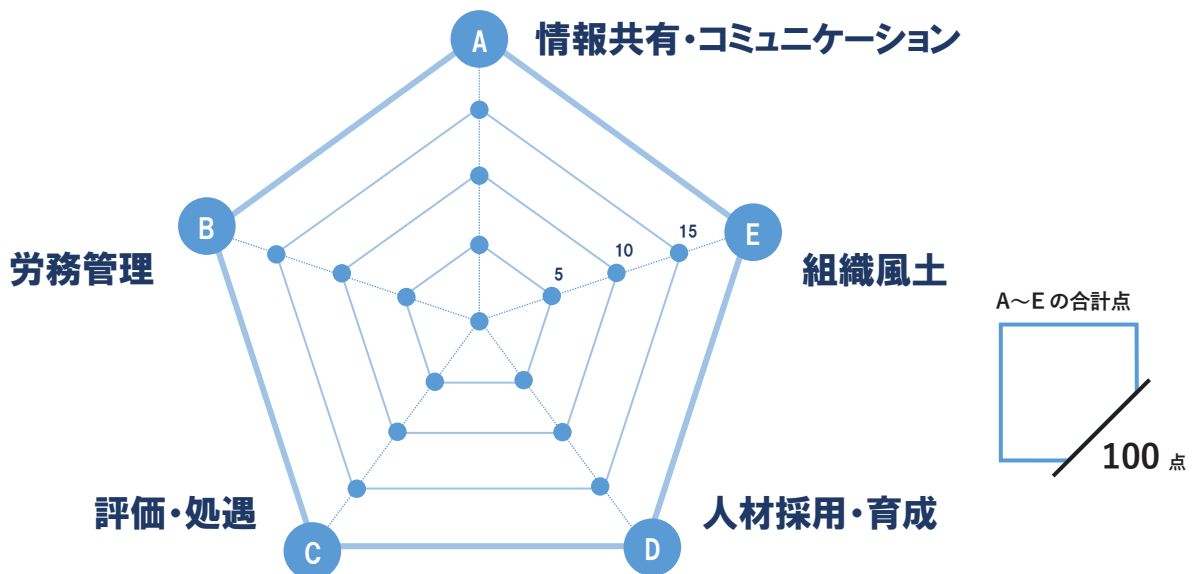 A
情報共有・コミュニケーション
B
労務管理
15
10
5
E
組織風土
A～Eの合計点
100 点
評価・処遇
C
人材採用・育成
D